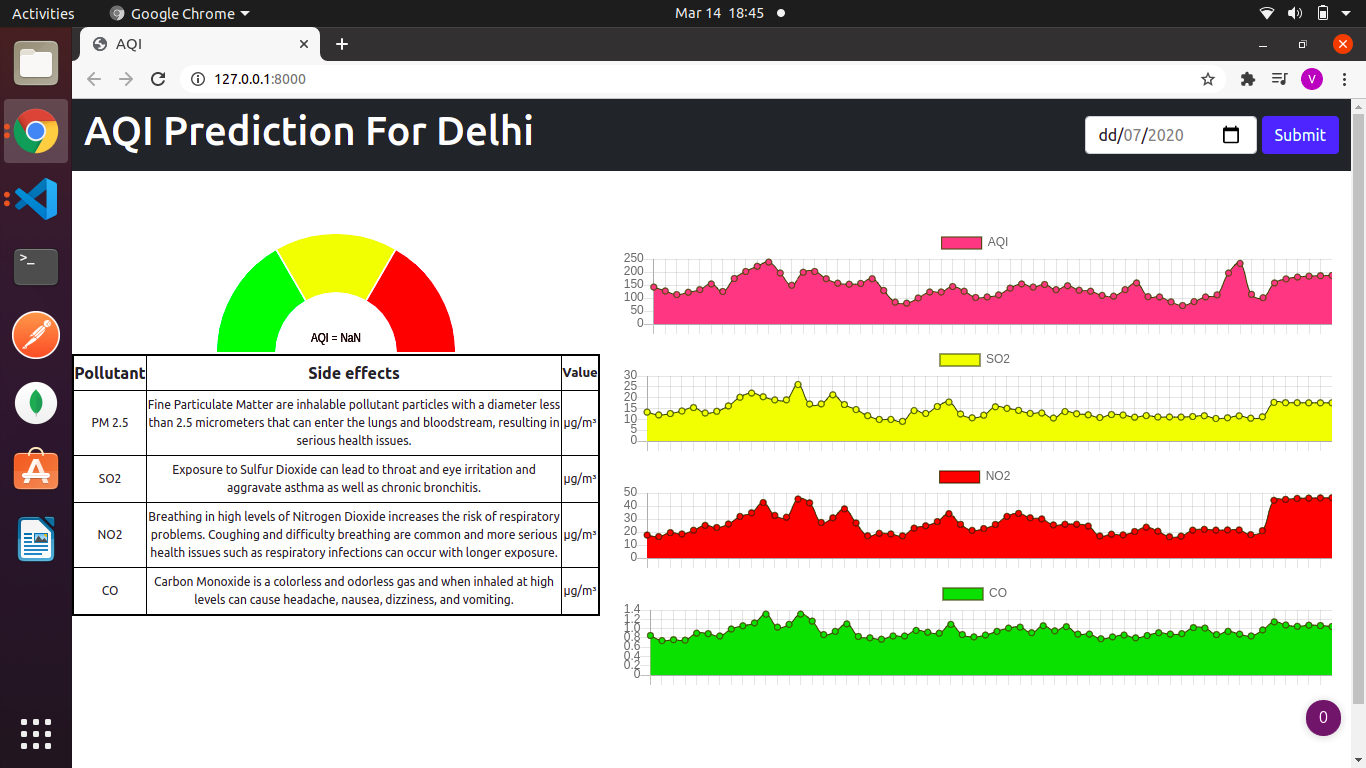 Activities
Google Chrome
Mar 14 18:45
AQI
127.0.0.1:8000
V
AQI Prediction For Delhi
dd/07/2020
Submit
AQI = NaN
Pollutant
Side effects
Value
PM 2.5
Fine Particulate Matter are inhalable pollutant particles with a diameter less
than 2.5 micrometers that can enter the lungs and bloodstream, resulting in
serious health issues.
µg/m³
SO2
Exposure to Sulfur Dioxide can lead to throat and eye irritation and
aggravate asthma as well as chronic bronchitis.
µg/m³
NO2
Breathing in high levels of Nitrogen Dioxide increases the risk of respiratory
problems. Coughing and difficulty breathing are common and more serious
health issues such as respiratory infections can occur with longer exposure.
µg/m³
CO
Carbon Monoxide is a colorless and odorless gas and when inhaled at high
levels can cause headache, nausea, dizziness, and vomiting.
µg/m³
AQI
250
200
150
100
50
0
SO2
30
25
20
15
10
5
0
NO2
50
40
30
20
10
0
CO
1.4
1.2
1.0
0.8
0.6
0.4
0.2
0
0
>_